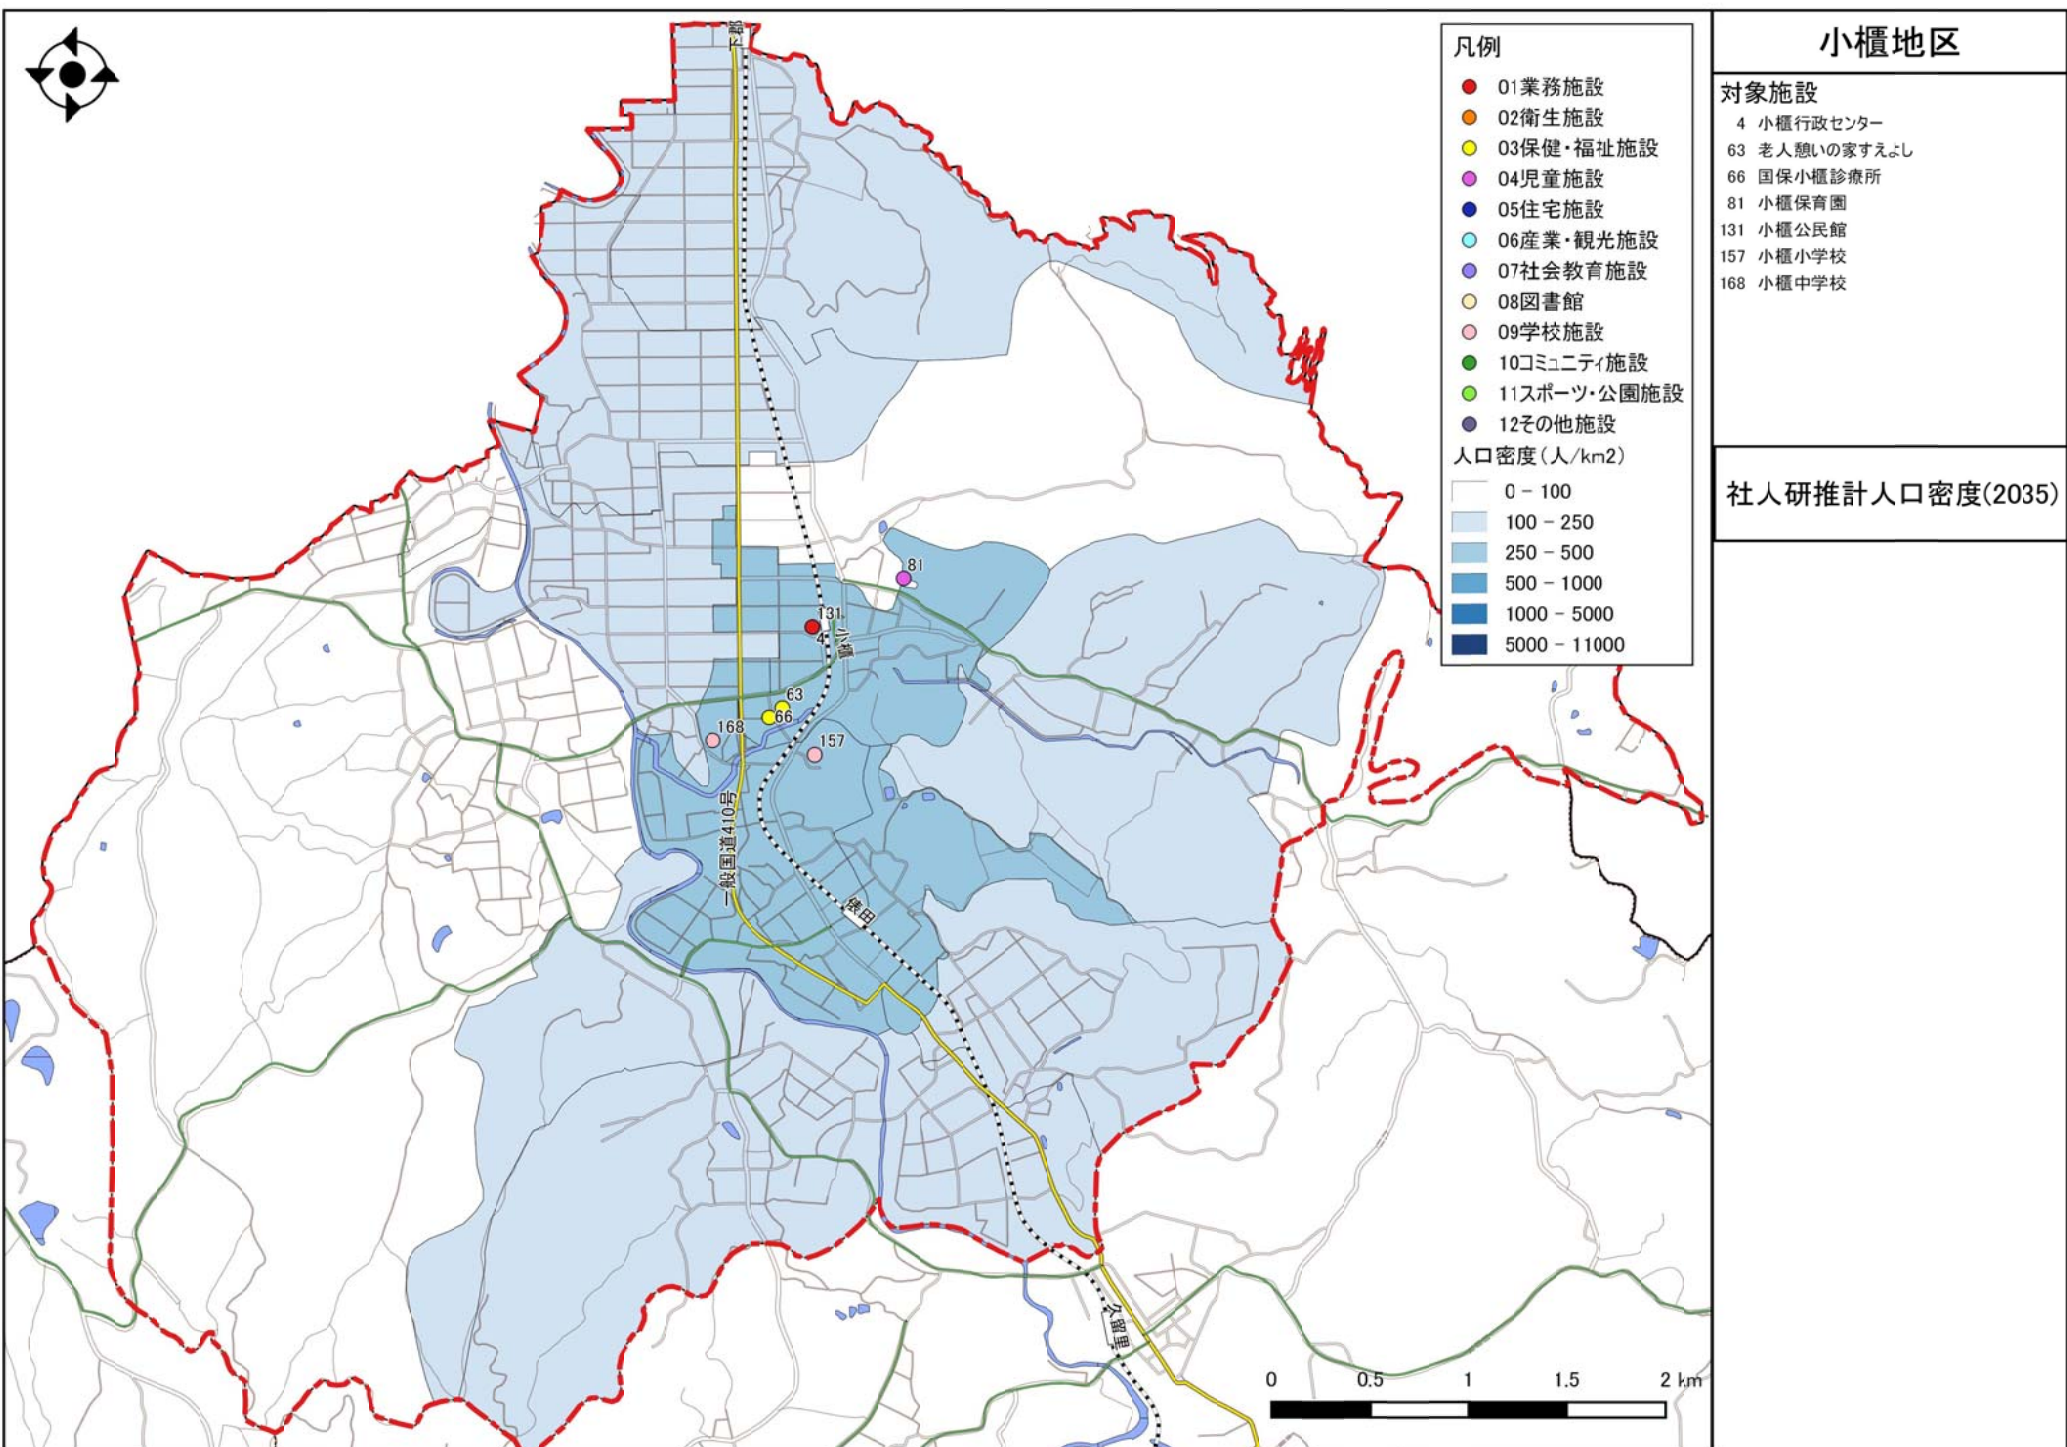 小櫃地区
対象施設
4 小櫃行政センター
63 老人憩いの家すえよし
66 国保小櫃診療所
81 小櫃保育園
131 小櫃公民館
157 小櫃小学校
168 小櫃中学校
社人研推計人口密度(2035)
凡例
01業務施設
02衛生施設
03保健・福祉施設
04児童施設
05住宅施設
06産業・観光施設
07社会教育施設
08図書館
09学校施設
10コミュニティ施設
11スポーツ・公園施設
12その他施設
人口密度(人/km2)
0 - 100
100 - 250
250 - 500
500 - 1000
1000 - 5000
5000 - 11000
下郡
81
131
4
小櫃
63
66
168
157
一般国道410号
俵田
久留里
0 0.5 1 1.5 2 km